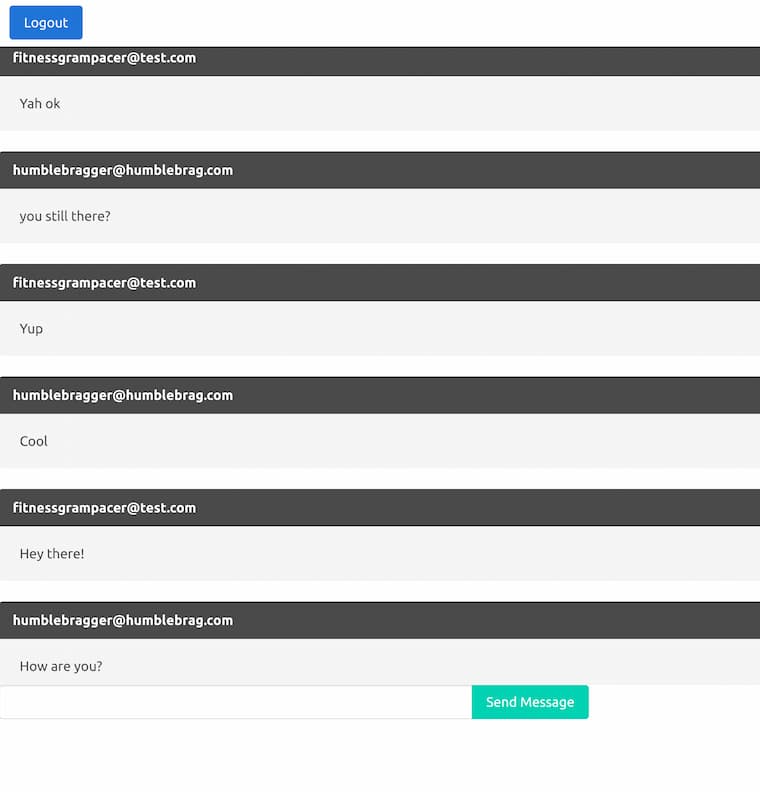 Logout
fitnessgrampacer@test.com
Yah ok
humblebragger@humblebrag.com
you still there?
fitnessgrampacer@test.com
Yup
humblebragger@humblebrag.com
Cool
fitnessgrampacer@test.com
Hey there!
humblebragger@humblebrag.com
How are you?
Send Message